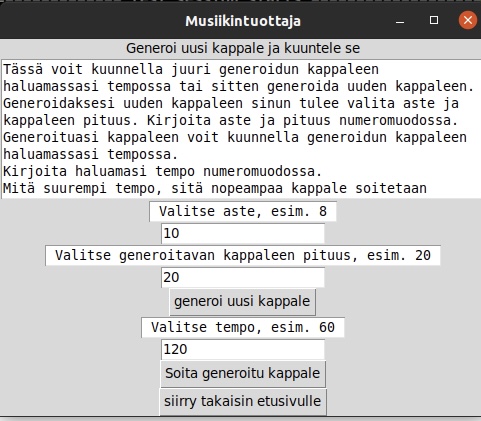 Musiikintuottaja
Generoi uusi kappale ja kuuntele se
Tässä voit kuunnella juuri generoidun kappaleen
haluamassasi tempossa tai sitten generoida uuden kappaleen.
Generoidaksesi uuden kappaleen sinun tulee valita aste ja
kappaleen pituus. Kirjoita aste ja pituus numeromuodossa.
Generoituasi kappaleen voit kuunnella generoidun kappaleen
haluamassasi tempossa.
Kirjoita haluamasi tempo numeromuodossa.
Mitä suurempi tempo, sitä nopeampaa kappale soitetaan
Valitse aste, esim. 8
10
Valitse generoitavan kappaleen pituus, esim. 20
20
generoi uusi kappale
Valitse tempo, esim. 60
120
Soita generoitu kappale
siirry takaisin etusivulle